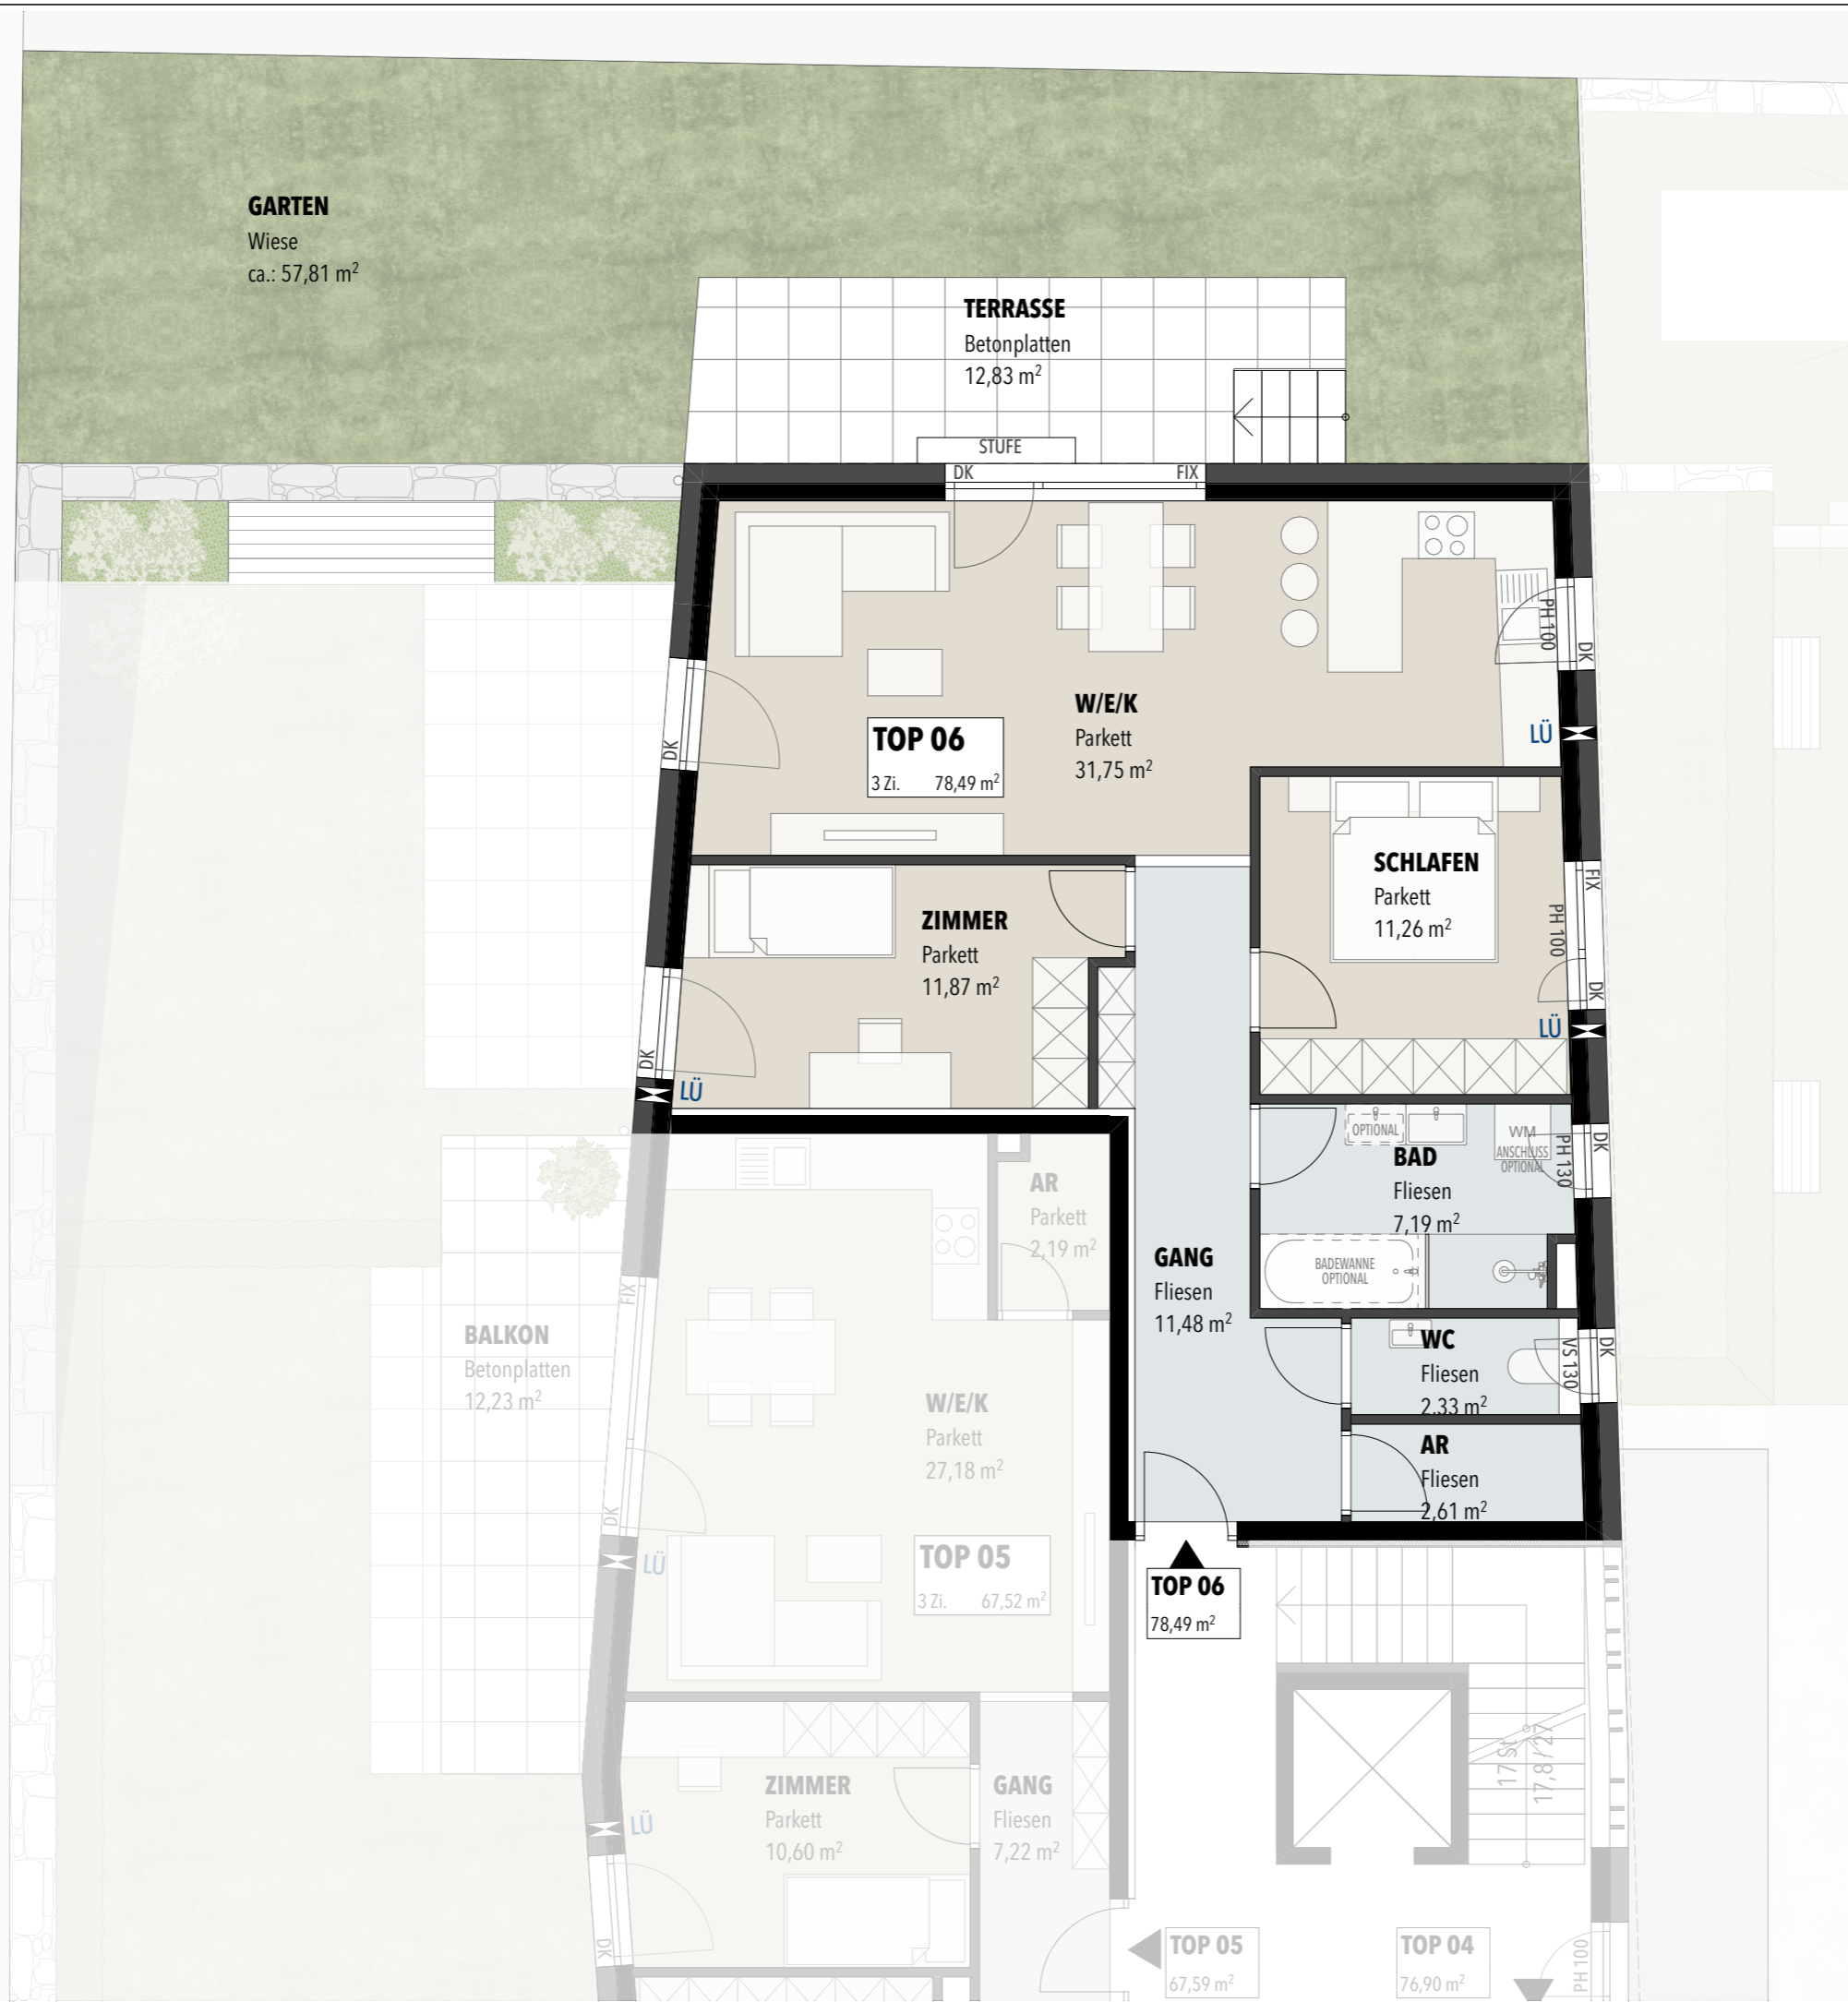 GARTEN
Wiese
ca.: 57,81 m²
TERRASSE
Betonplatten
12,83 m²
STUFE
DK
FIX
PH 100
DK
W/E/K
Parkett
31,75 m²
LÜ
TOP 06
3 Zi. 78,49 m²
DK
SCHLAFEN
Parkett
11,26 m²
FIX
PH 100
DK
LÜ
ZIMMER
Parkett
11,87 m²
DK
LÜ
OPTIONAL
WM
ANSCHLUSS
OPTIONAL
PH 130
DK
BAD
Fliesen
7,19 m²
BADEWANNE
OPTIONAL
GANG
Fliesen
11,48 m²
WC
Fliesen
2,33 m²
VS 130
DK
AR
Fliesen
2,61 m²
AR
Parkett
2,19 m²
FIX
BALKON
Betonplatten
12,23 m²
W/E/K
Parkett
27,18 m²
DK
LÜ
TOP 05
3 Zi. 67,52 m²
TOP 06
78,49 m²
17 St
17,8 / 27
ZIMMER
Parkett
10,60 m²
LÜ
GANG
Fliesen
7,22 m²
DK
TOP 05
67,59 m²
TOP 04
76,90 m²
PH 100